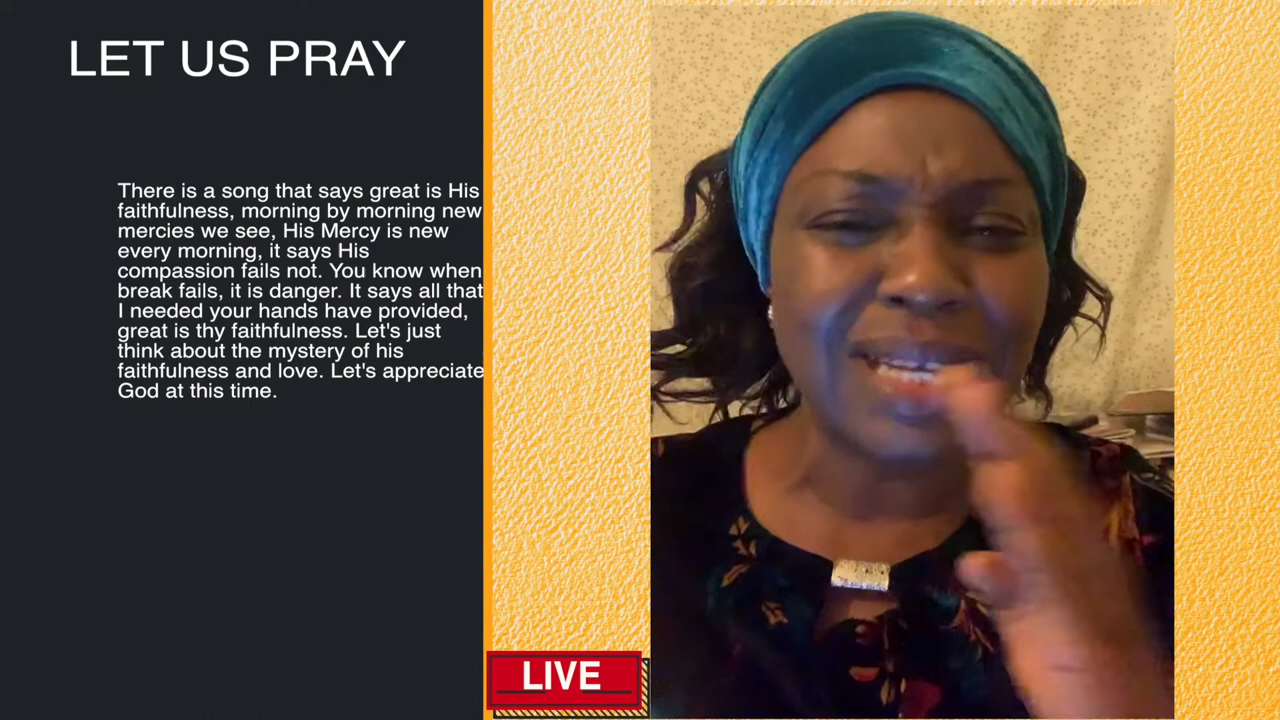 LET US PRAY
There is a song that says great is His
faithfulness, morning by morning new
mercies we see, His Mercy is new
every morning, it says His
compassion fails not. You know when
break fails, it is danger. It says all that
I needed your hands have provided,
great is thy faithfulness. Let's just
think about the mystery of his
faithfulness and love. Let's appreciate
God at this time.
LIVE